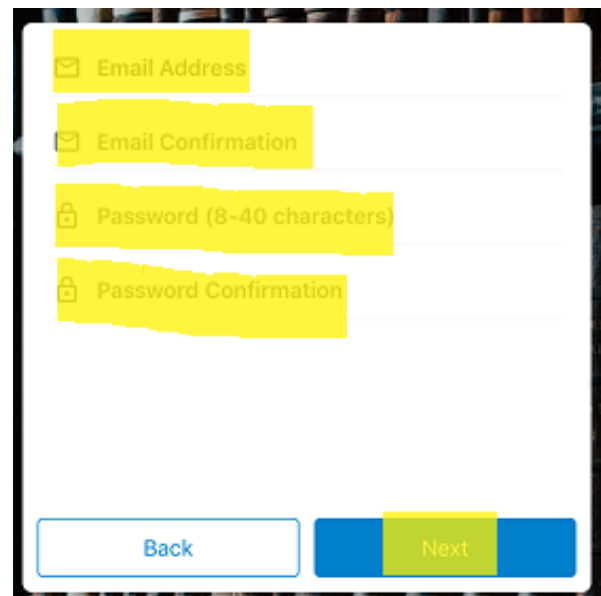 Email Address
Email Confirmation
Password (8-40 characters)
Password Confirmation
Back
Next